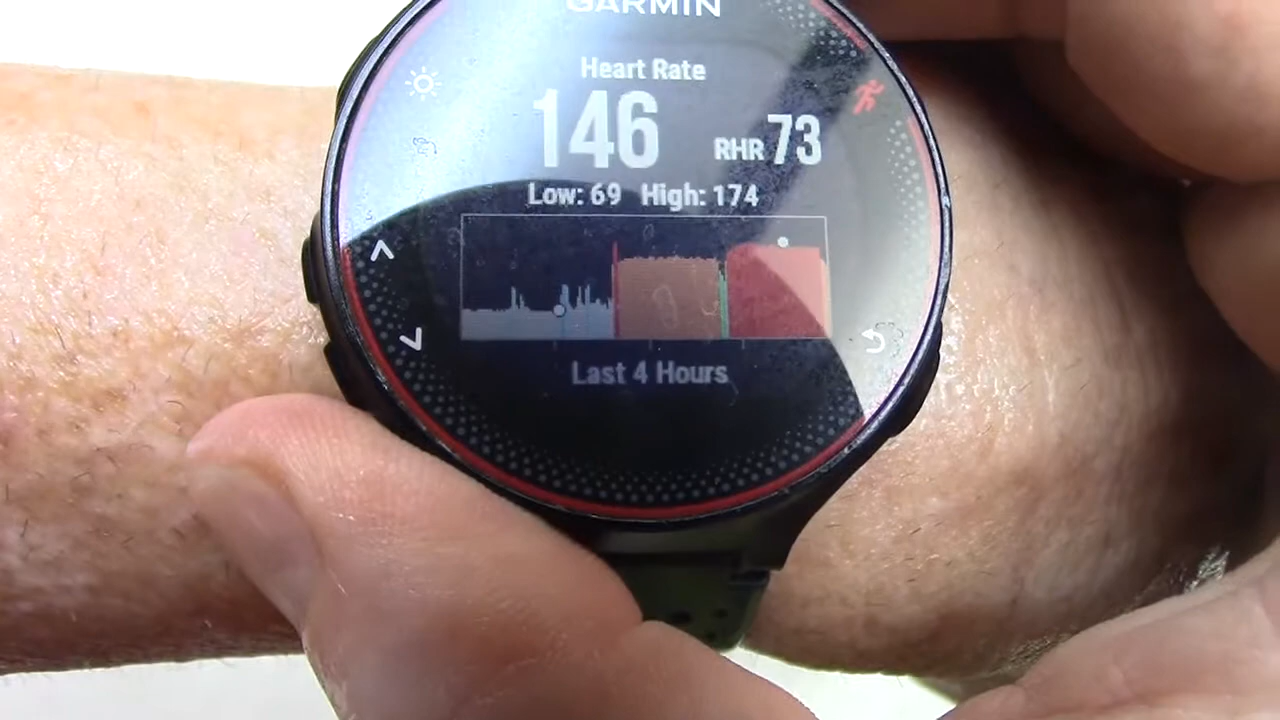 GARMIN
Heart Rate
146 RHR 73
Low: 69 High: 174
Last 4 Hours